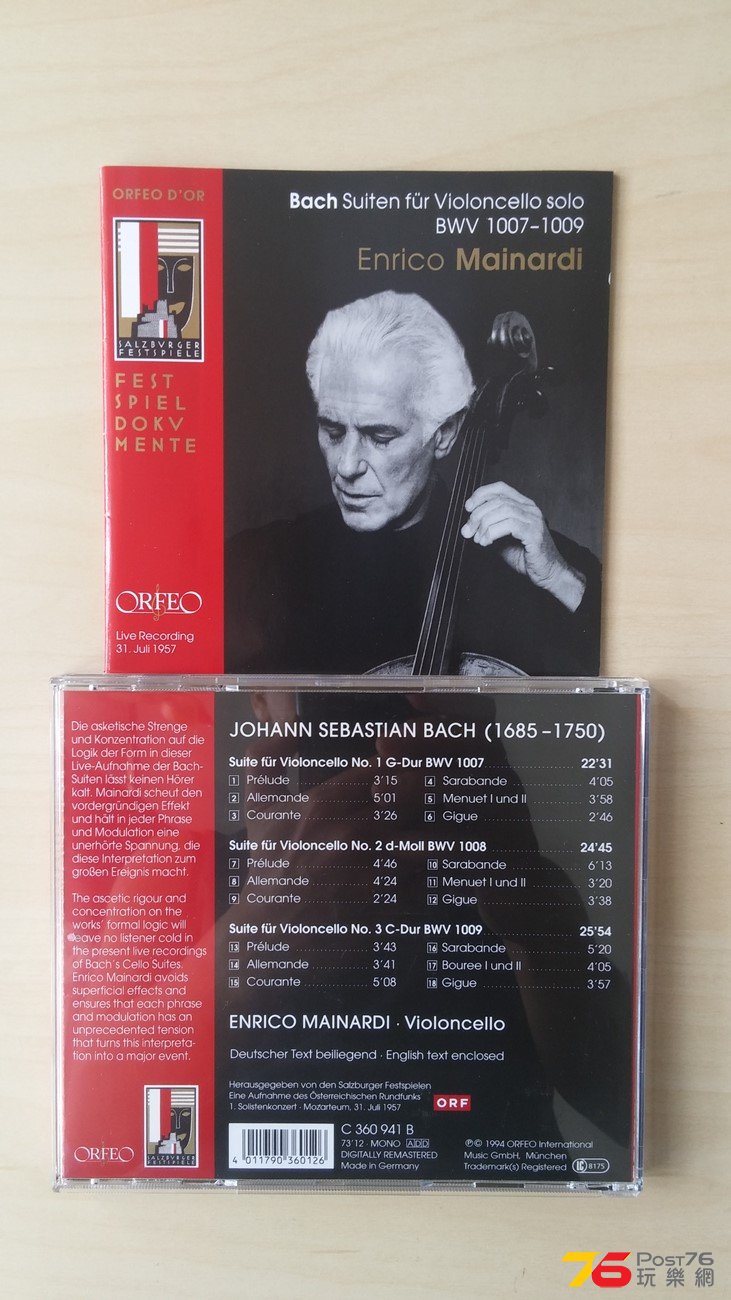 ORFEO D'OR
Bach Suiten für Violoncello solo
BWV 1007–1009
Enrico Mainardi
SALZBVRGER
FESTSPIELE
FEST
SPIEL
DOKV
MENTE
ORFEO
Live Recording
31. Juli 1957
Die asketische Strenge
und Konzentration auf die
Logik der Form in dieser
Live-Aufnahme der Bach-
Suiten lässt keinen Hörer
kalt. Mainardi scheut den
vordergründigen Effekt
und hält in jeder Phrase
und Modulation eine
unerhörte Spannung, die
diese Interpretation zum
großen Ereignis macht.
The ascetic rigour and
concentration on the
works' formal logic will
leave no listener cold in
the present live recordings
of Bach's Cello Suites.
Enrico Mainardi avoids
superficial effects and
ensures that each phrase
and modulation has an
unprecedented tension
that turns this interpreta-
tion into a major event.
ORFEO
SALZBVRGER
FESTSPIELE
JOHANN SEBASTIAN BACH (1685–1750)
Suite für Violoncello No. 1 G-Dur BWV 1007 22'31
1 Prélude 3'15 4 Sarabande 4'05
2 Allemande 5'01 5 Menuet I und II 3'58
3 Courante 3'26 6 Gigue 2'46
Suite für Violoncello No. 2 d-Moll BWV 1008 24'45
7 Prélude 4'46 10 Sarabande 6'13
8 Allemande 4'24 11 Menuet I und II 3'20
9 Courante 2'24 12 Gigue 3'38
Suite für Violoncello No. 3 C-Dur BWV 1009 25'54
13 Prélude 3'43 16 Sarabande 5'20
14 Allemande 3'41 17 Bouree I und II 4'05
15 Courante 5'08 18 Gigue 3'57
ENRICO MAINARDI · Violoncello
Deutscher Text beiliegend · English text enclosed
Herausgegeben von den Salzburger Festspielen
Eine Aufnahme des Österreichischen Rundfunks
1. Solistenkonzert · Mozarteum, 31. Juli 1957
ORF
4 011790 360126
C 360 941 B
73'12 · MONO ADD
DIGITALLY REMASTERED
Made in Germany
℗© 1994 ORFEO International
Music GmbH, München
Trademark(s) Registered LC 8175
76 Post76
玩樂網